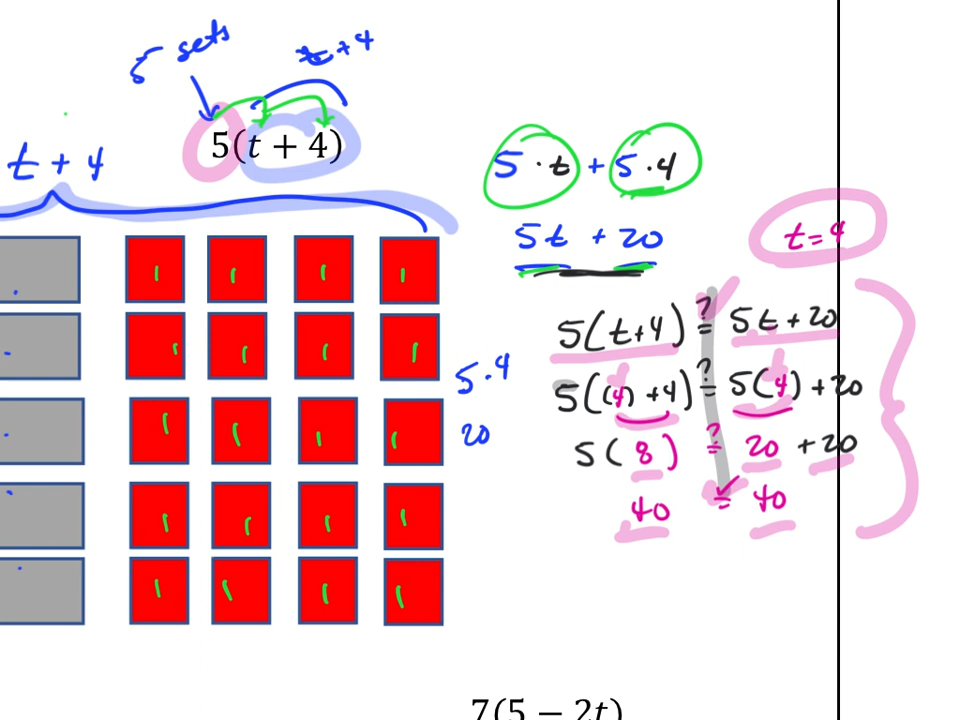 5 sets
t + 4
5(t + 4)
t + 4
5 · t + 5 · 4
5t + 20
t = 4
5(t+4) ?= 5t + 20
5((4) +4) ?= 5(4) + 20
5(8) ?= 20 + 20
40 = 40
5 · 4
20
7(5 − 2t)